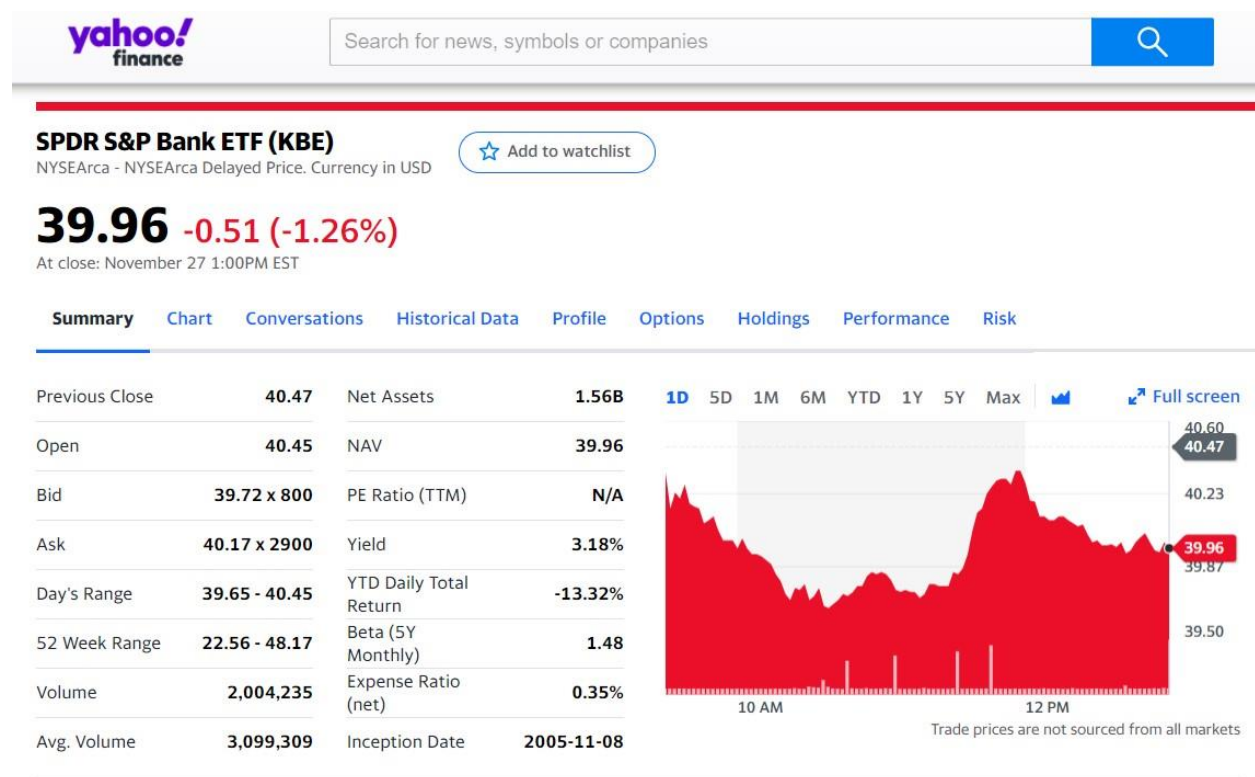 yahoo!
finance
Search for news, symbols or companies
SPDR S&P Bank ETF (KBE)
NYSEArca - NYSEArca Delayed Price. Currency in USD
Add to watchlist
39.96 -0.51 (-1.26%)
At close: November 27 1:00PM EST
Summary Chart Conversations Historical Data Profile Options Holdings Performance Risk
Previous Close 40.47
Open 40.45
Bid 39.72 x 800
Ask 40.17 x 2900
Day's Range 39.65 - 40.45
52 Week Range 22.56 - 48.17
Volume 2,004,235
Avg. Volume 3,099,309
Net Assets 1.56B
NAV 39.96
PE Ratio (TTM) N/A
Yield 3.18%
YTD Daily Total
Return -13.32%
Beta (5Y
Monthly) 1.48
Expense Ratio
(net) 0.35%
Inception Date 2005-11-08
1D 5D 1M 6M YTD 1Y 5Y Max Full screen
40.60
40.47
40.23
39.96
39.87
39.50
10 AM 12 PM
Trade prices are not sourced from all markets